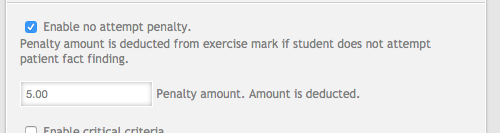 Enable no attempt penalty.
Penalty amount is deducted from exercise mark if student does not attempt
patient fact finding.
5.00 Penalty amount. Amount is deducted.
Enable critical criteria